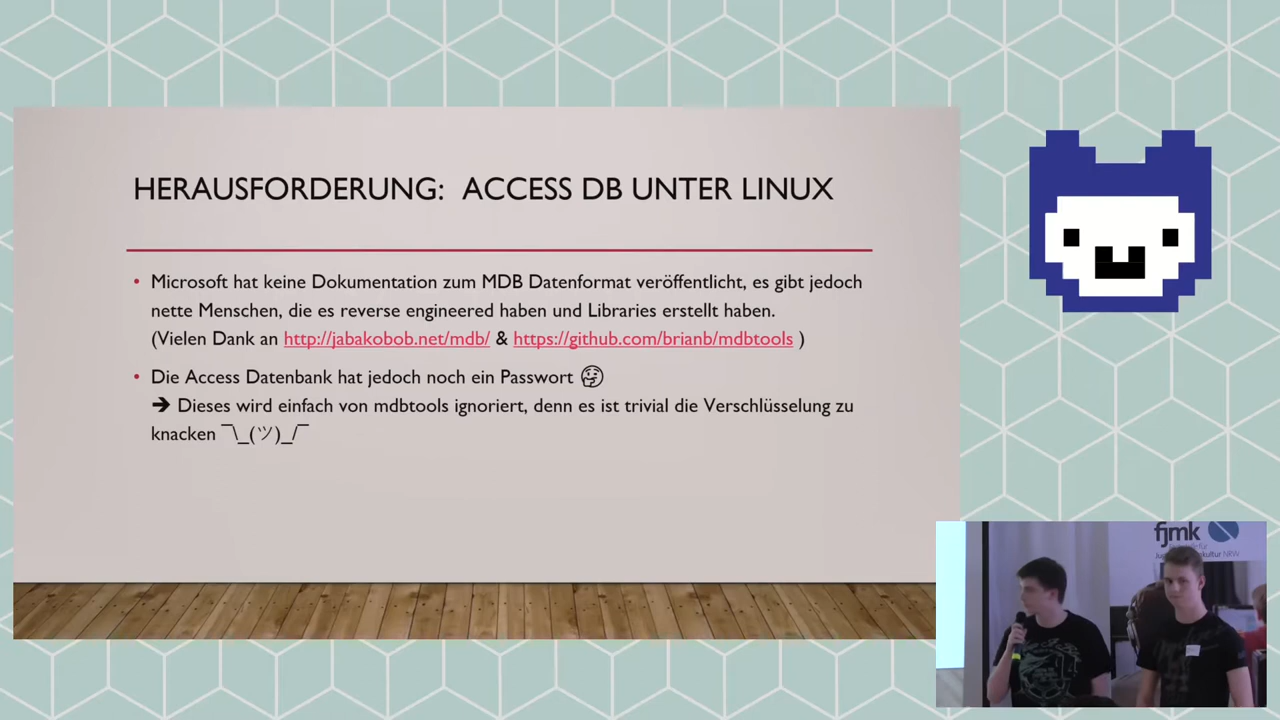 HERAUSFORDERUNG: ACCESS DB UNTER LINUX
• Microsoft hat keine Dokumentation zum MDB Datenformat veröffentlicht, es gibt jedoch
nette Menschen, die es reverse engineered haben und Libraries erstellt haben.
(Vielen Dank an http://jabakobob.net/mdb/ & https://github.com/brianb/mdbtools )
• Die Access Datenbank hat jedoch noch ein Passwort 🤔
➔ Dieses wird einfach von mdbtools ignoriert, denn es ist trivial die Verschlüsselung zu
knacken ¯\_(ツ)_/¯
fjmk
NRW